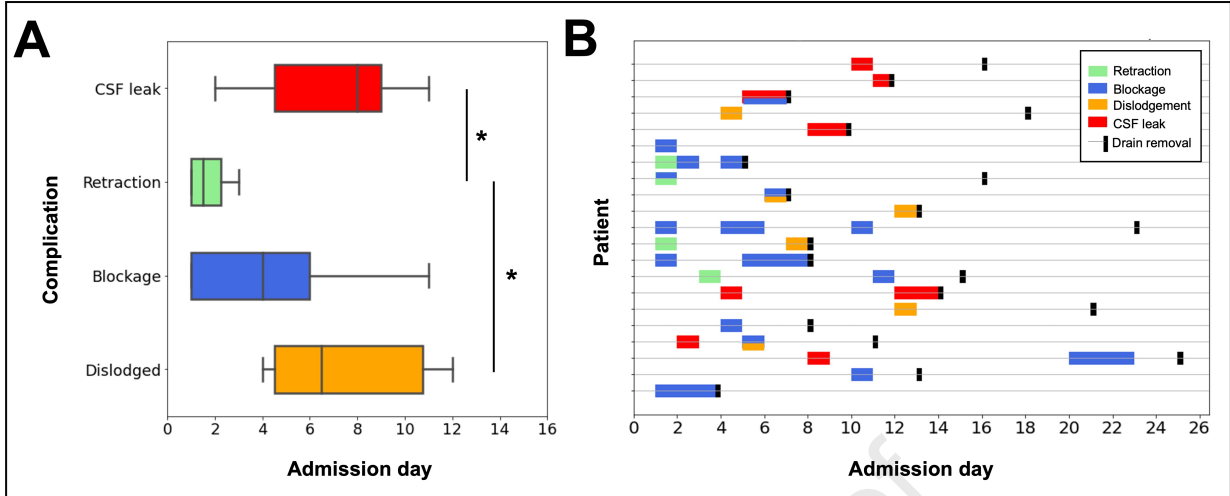 A
CSF leak
Retraction
Blockage
Dislodged
Complication
*
*
0 2 4 6 8 10 12 14 16
Admission day
B
Patient
Retraction
Blockage
Dislodgement
CSF leak
Drain removal
0 2 4 6 8 10 12 14 16 18 20 22 24 26
Admission day